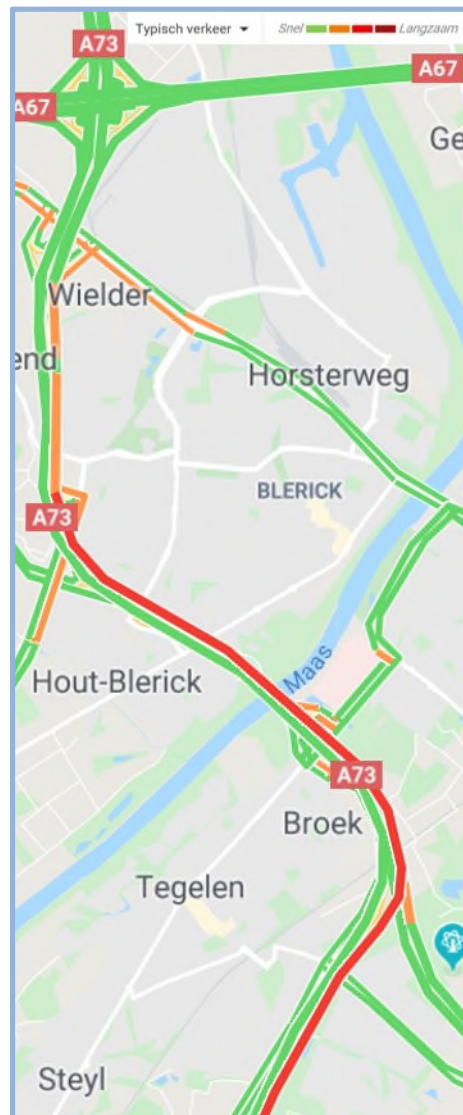 Typisch verkeer
Snel
Langzaam
A73
A67
A67
Ge
Wielder
end
Horsterweg
BLERICK
A73
Maas
Hout-Blerick
A73
Broek
Tegelen
Steyl